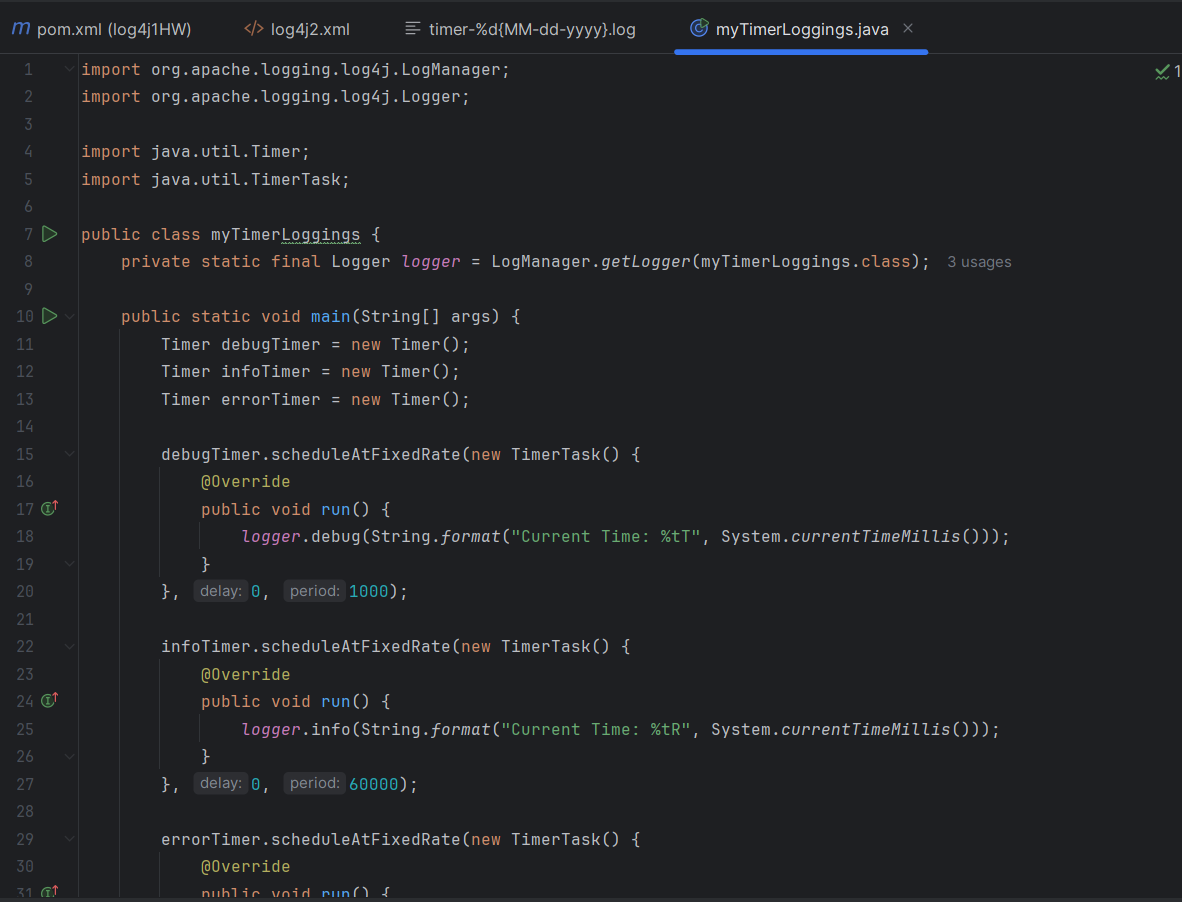 pom.xml (log4j1HW) log4j2.xml timer-%d{MM-dd-yyyy}.log myTimerLoggings.java
1 import org.apache.logging.log4j.LogManager; 1
2 import org.apache.logging.log4j.Logger;
3
4 import java.util.Timer;
5 import java.util.TimerTask;
6
7 public class myTimerLoggings {
8 private static final Logger logger = LogManager.getLogger(myTimerLoggings.class); 3 usages
9
10 public static void main(String[] args) {
11 Timer debugTimer = new Timer();
12 Timer infoTimer = new Timer();
13 Timer errorTimer = new Timer();
14
15 debugTimer.scheduleAtFixedRate(new TimerTask() {
16 @Override
17 public void run() {
18 logger.debug(String.format("Current Time: %tT", System.currentTimeMillis()));
19 }
20 }, delay: 0, period: 1000);
21
22 infoTimer.scheduleAtFixedRate(new TimerTask() {
23 @Override
24 public void run() {
25 logger.info(String.format("Current Time: %tR", System.currentTimeMillis()));
26 }
27 }, delay: 0, period: 60000);
28
29 errorTimer.scheduleAtFixedRate(new TimerTask() {
30 @Override
31 public void run() {